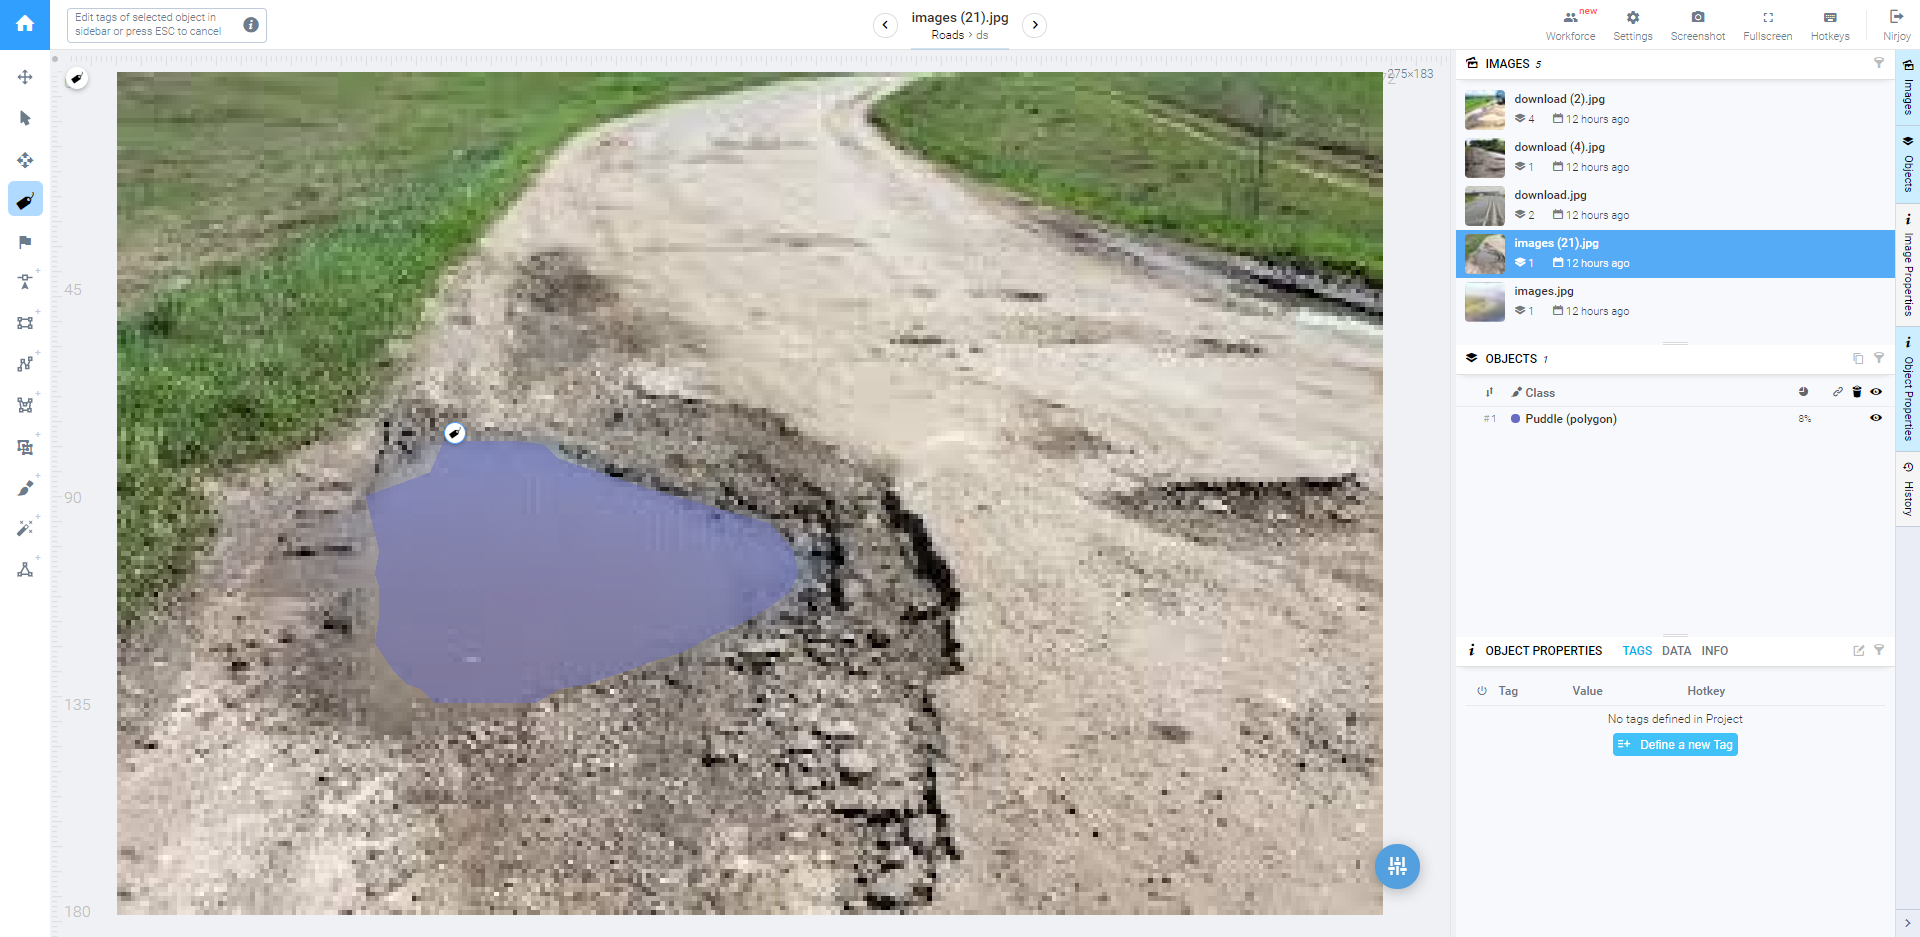 Edit tags of selected object in
sidebar or press ESC to cancel
images (21).jpg
Roads > ds
new
Workforce
Settings
Screenshot
Fullscreen
Hotkeys
Nirjoy
275×183
45
90
135
180
IMAGES 5
download (2).jpg
4 12 hours ago
download (4).jpg
1 12 hours ago
download.jpg
2 12 hours ago
images (21).jpg
1 12 hours ago
images.jpg
1 12 hours ago
OBJECTS 1
Class
#1 Puddle (polygon) 8%
OBJECT PROPERTIES TAGS DATA INFO
Tag Value Hotkey
No tags defined in Project
Define a new Tag
Images
Objects
Image Properties
Object Properties
History